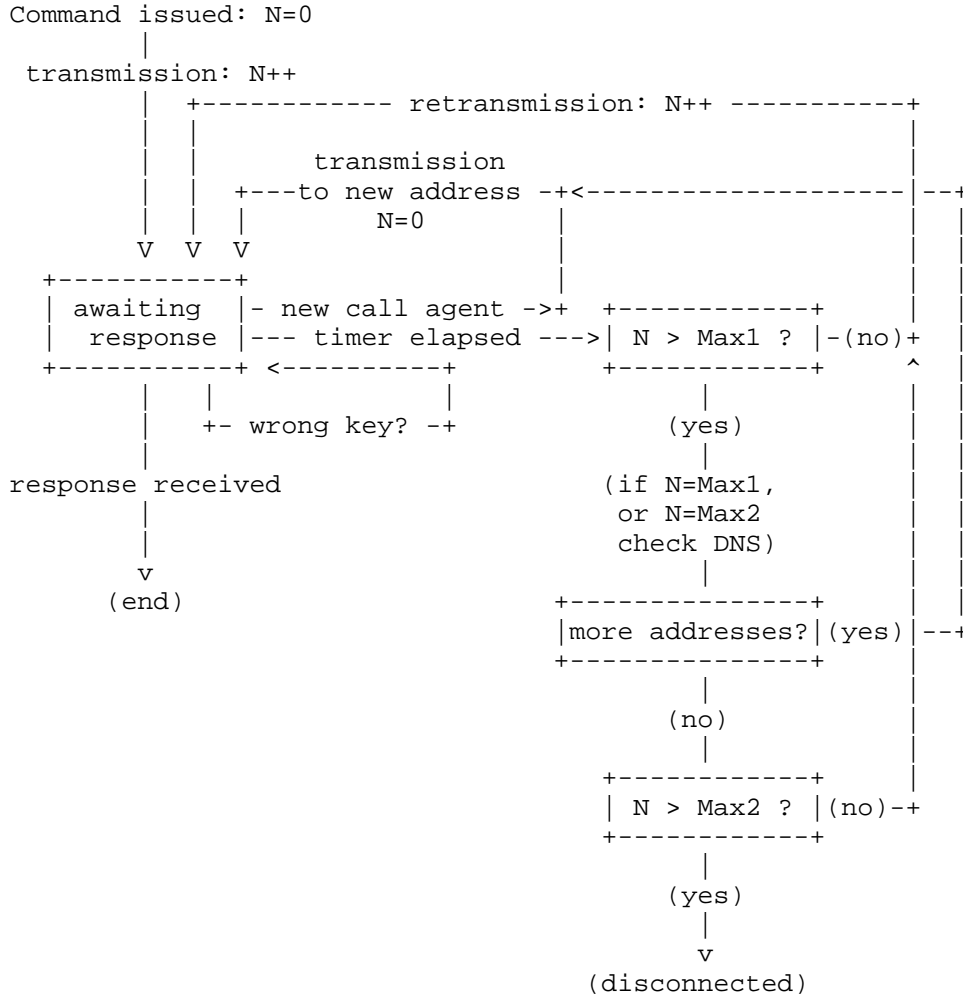 Command issued: N=0
transmission: N++
retransmission: N++
transmission
to new address
N=0
awaiting
response
new call agent
timer elapsed
N > Max1 ?
(no)
wrong key?
(yes)
response received
(if N=Max1,
or N=Max2
check DNS)
(end)
more addresses?
(yes)
(no)
N > Max2 ?
(no)
(yes)
(disconnected)